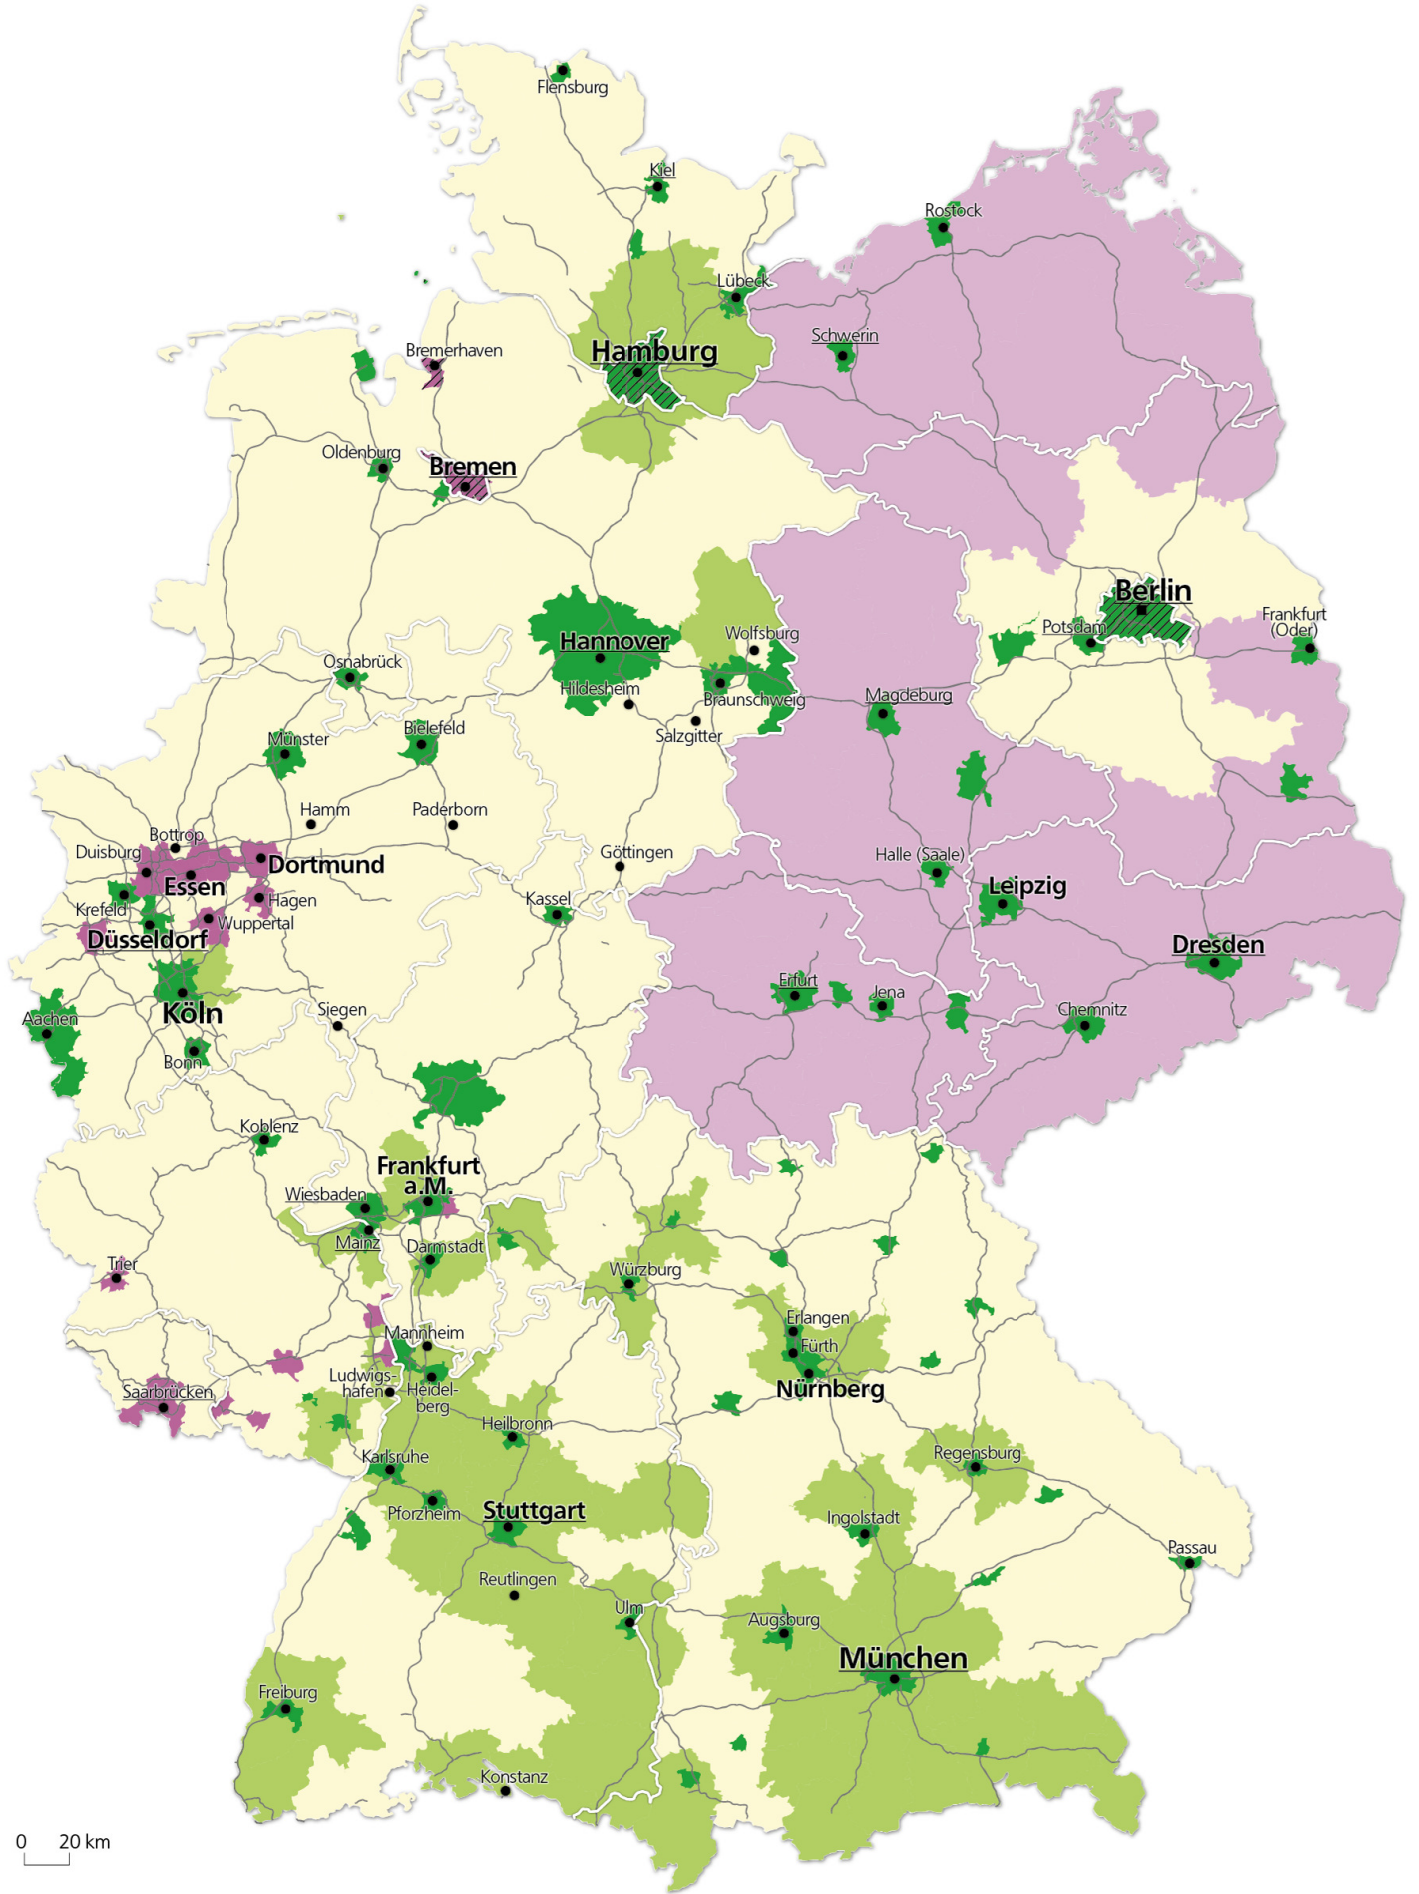 Flensburg
Kiel
Rostock
Lübeck
Schwerin
Bremerhaven
Hamburg
Oldenburg
Bremen
Berlin
Frankfurt
(Oder)
Potsdam
Wolfsburg
Hannover
Osnabrück
Hildesheim
Braunschweig
Magdeburg
Salzgitter
Bielefeld
Münster
Hamm
Paderborn
Bottrop
Duisburg
Dortmund
Göttingen
Halle (Saale)
Essen
Leipzig
Hagen
Kassel
Krefeld
Wuppertal
Düsseldorf
Dresden
Erfurt
Jena
Köln
Siegen
Chemnitz
Aachen
Bonn
Koblenz
Frankfurt
a.M.
Wiesbaden
Mainz
Darmstadt
Trier
Würzburg
Erlangen
Mannheim
Fürth
Ludwigs-
hafen
Heidel-
berg
Nürnberg
Saarbrücken
Heilbronn
Karlsruhe
Regensburg
Pforzheim
Stuttgart
Ingolstadt
Passau
Reutlingen
Ulm
Augsburg
München
Freiburg
Konstanz
0 20 km